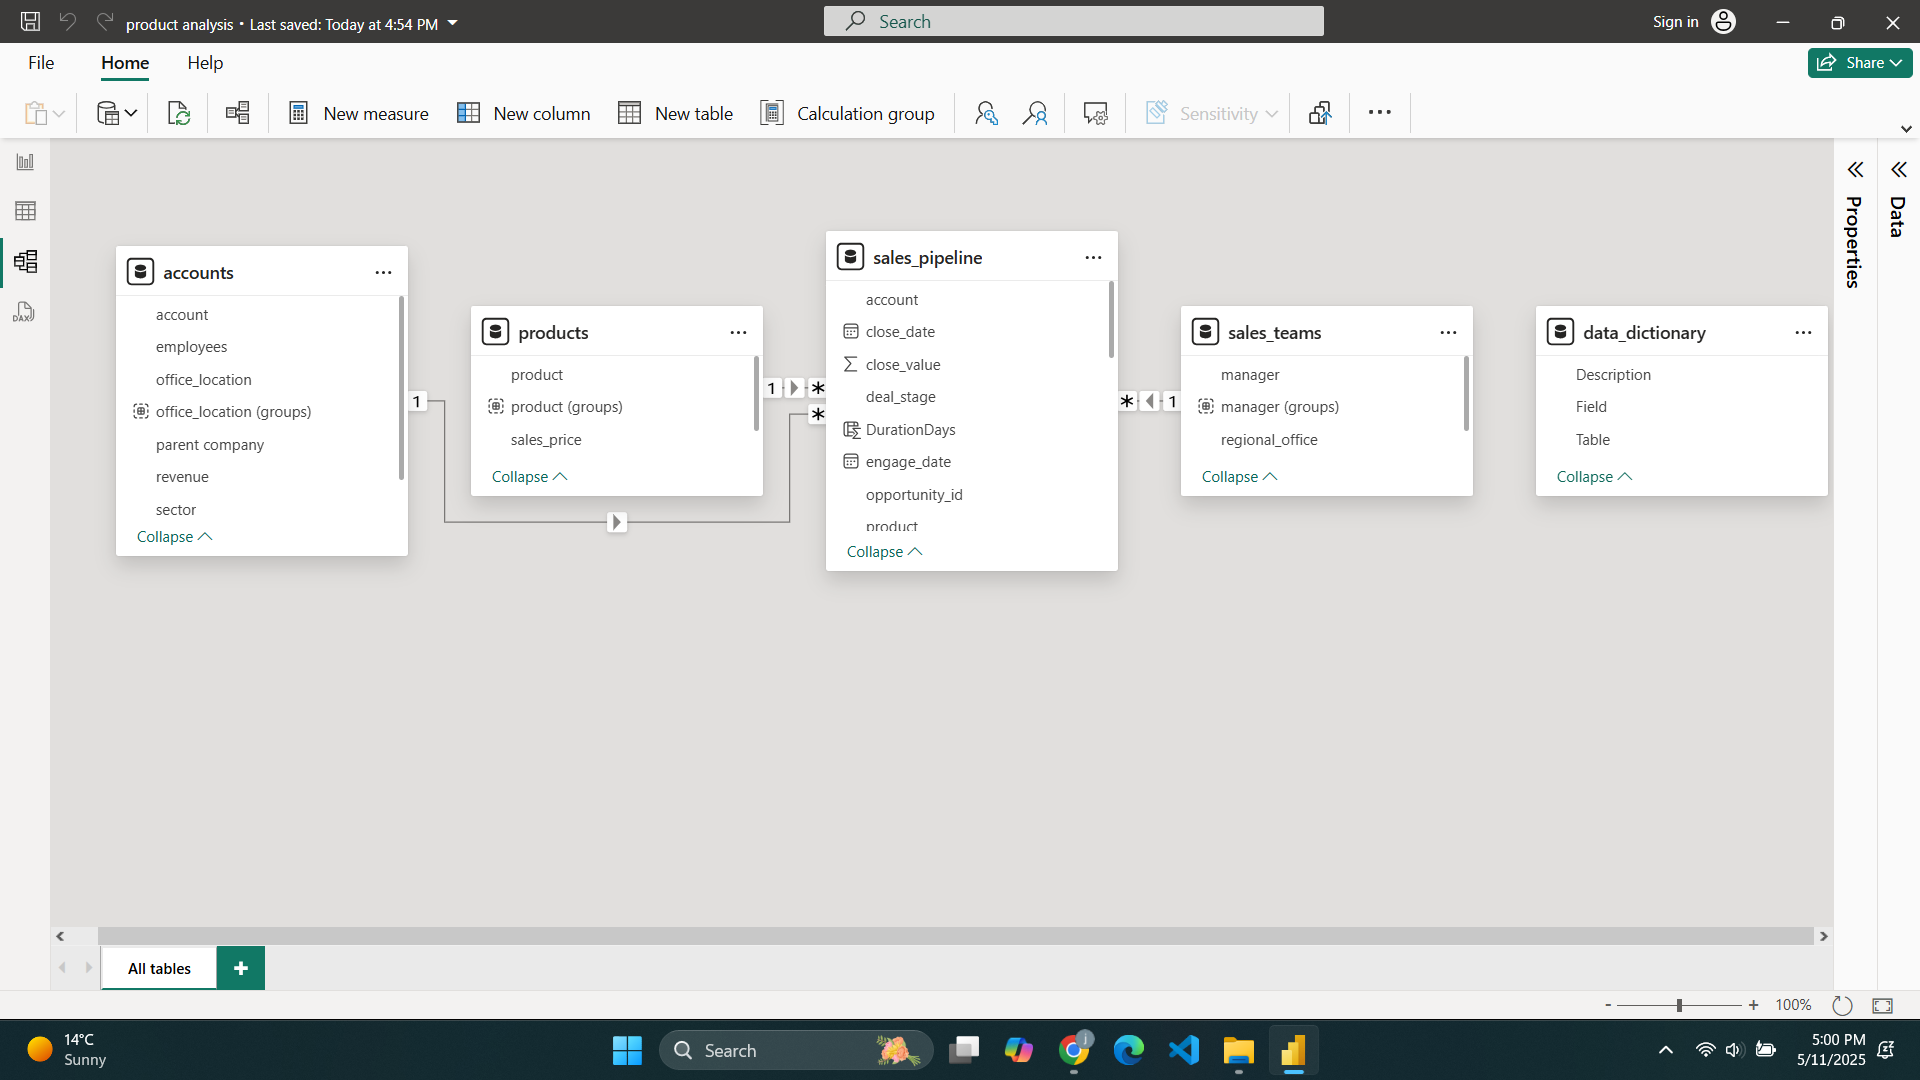 product analysis • Last saved: Today at 4:54 PM
Search
Sign in
File
Home
Help
Share
New measure
New column
New table
Calculation group
Sensitivity
accounts
account
employees
office_location
office_location (groups)
parent company
revenue
sector
Collapse
1
products
product
product (groups)
sales_price
Collapse
1
*
*
sales_pipeline
account
close_date
close_value
deal_stage
DurationDays
engage_date
opportunity_id
product
Collapse
*
1
sales_teams
manager
manager (groups)
regional_office
Collapse
data_dictionary
Description
Field
Table
Collapse
Properties
Data
DAX
All tables
+
- + 100%
14°C
Sunny
Search
j
5:00 PM
5/11/2025